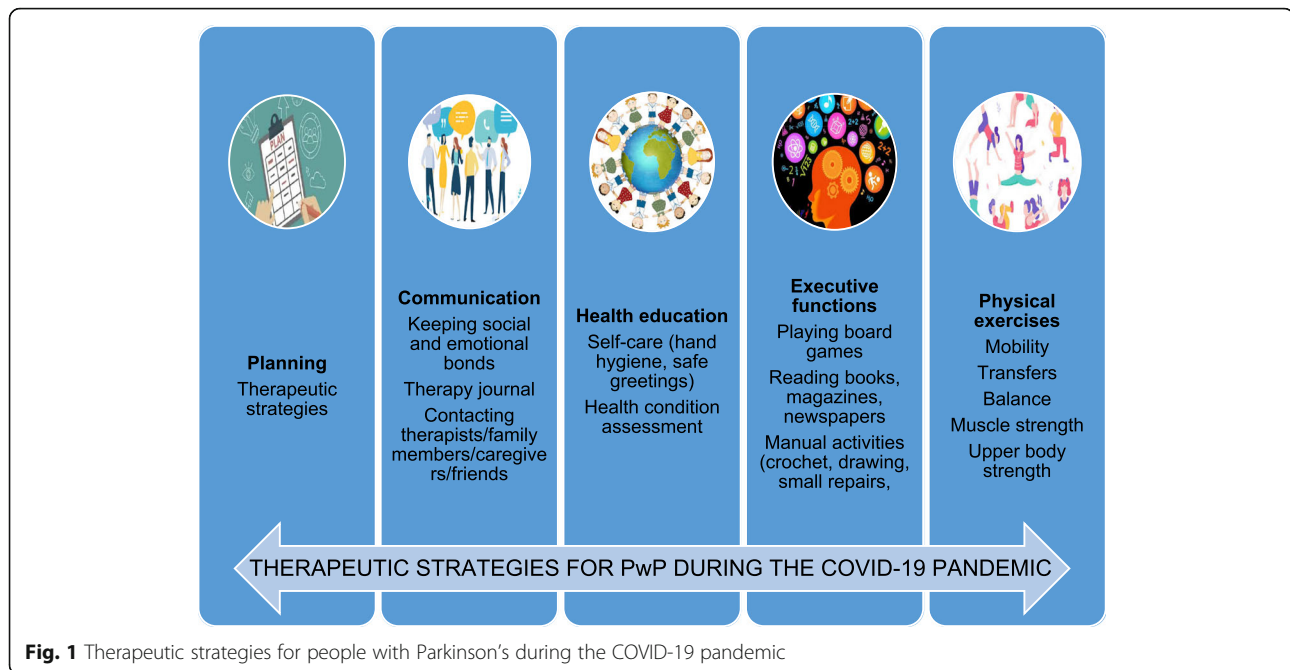 PLAN
Planning
Therapeutic
strategies
Communication
Keeping social
and emotional
bonds
Therapy journal
Contacting
therapists/family
members/caregive
rs/friends
Health education
Self-care (hand
hygiene, safe
greetings)
Health condition
assessment
Executive
functions
Playing board
games
Reading books,
magazines,
newspapers
Manual activities
(crochet, drawing,
small repairs,
Physical
exercises
Mobility
Transfers
Balance
Muscle strength
Upper body
strength
THERAPEUTIC STRATEGIES FOR PwP DURING THE COVID-19 PANDEMIC
Fig. 1 Therapeutic strategies for people with Parkinson's during the COVID-19 pandemic